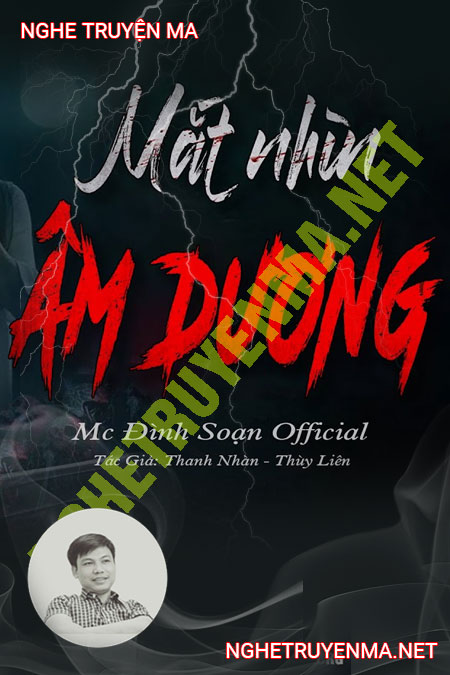 NGHE TRUYỆN MA
Mắt nhìn
ÂM DƯƠNG
NGHETRUYENMA.NET
Mc Đình Soạn Official
Tác Giả: Thanh Nhàn - Thùy Liên
NGHETRUYENMA.NET